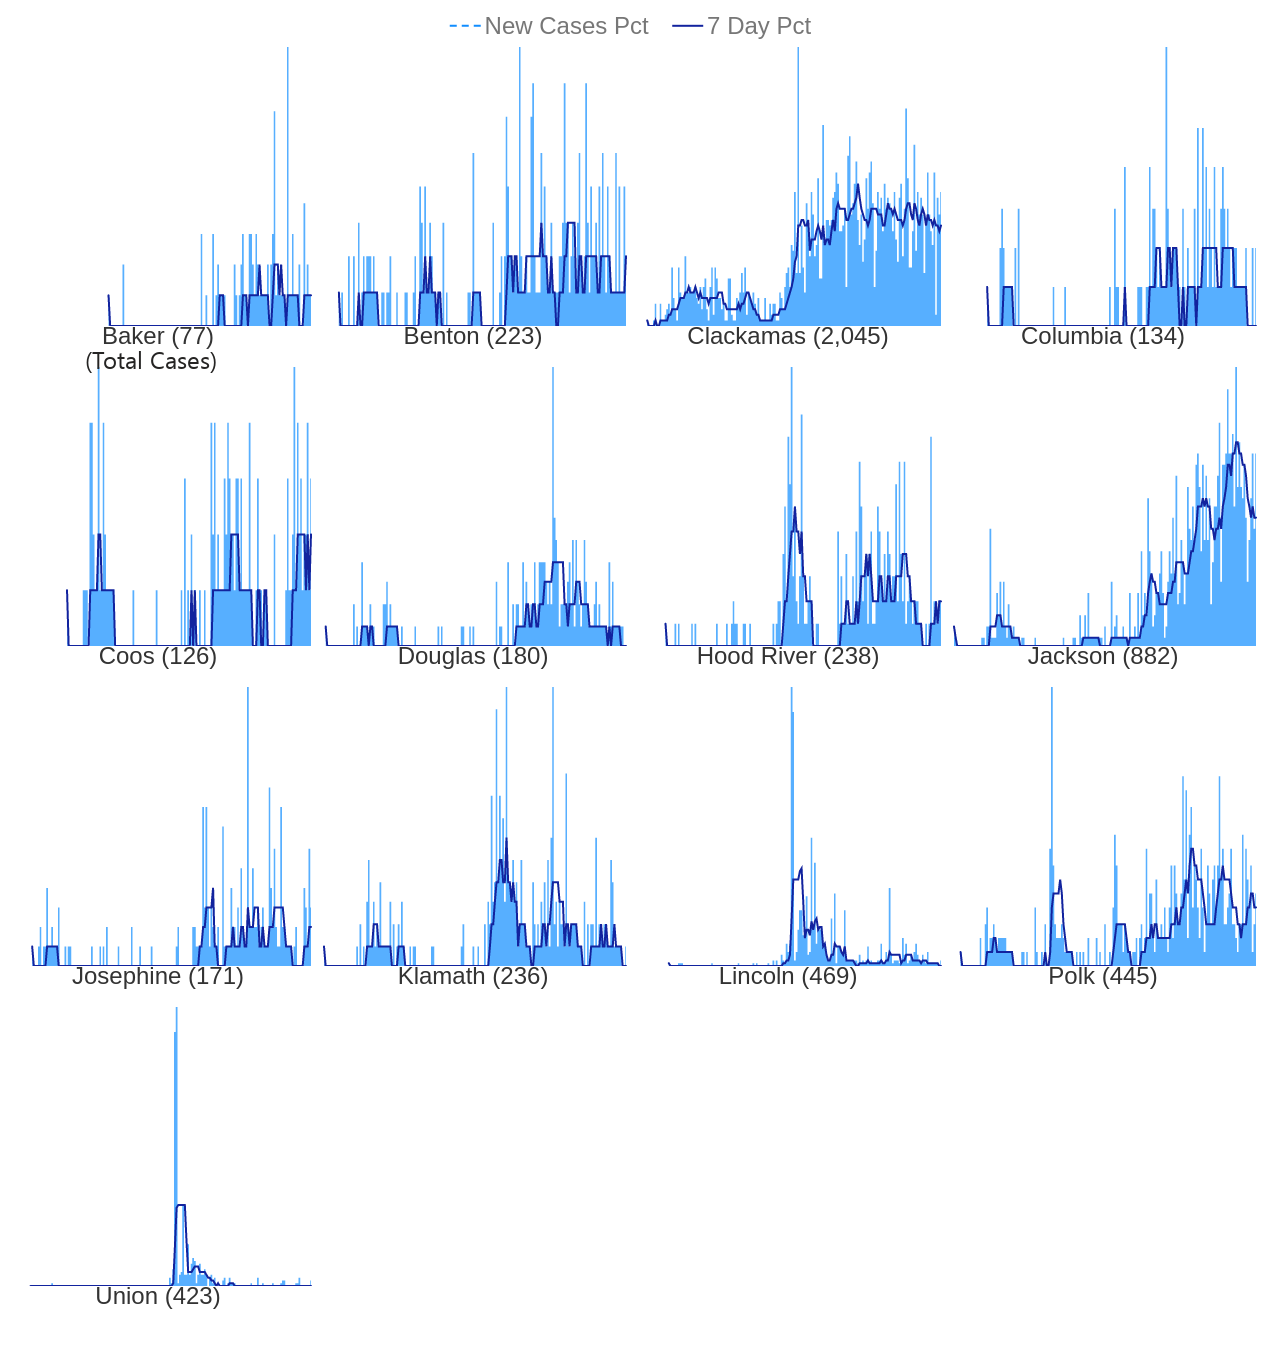 New Cases Pct 7 Day Pct
Baker (77) Benton (223) Clackamas (2,045) Columbia (134)
(Total Cases)
Coos (126) Douglas (180) Hood River (238) Jackson (882)
Josephine (171) Klamath (236) Lincoln (469) Polk (445)
Union (423)